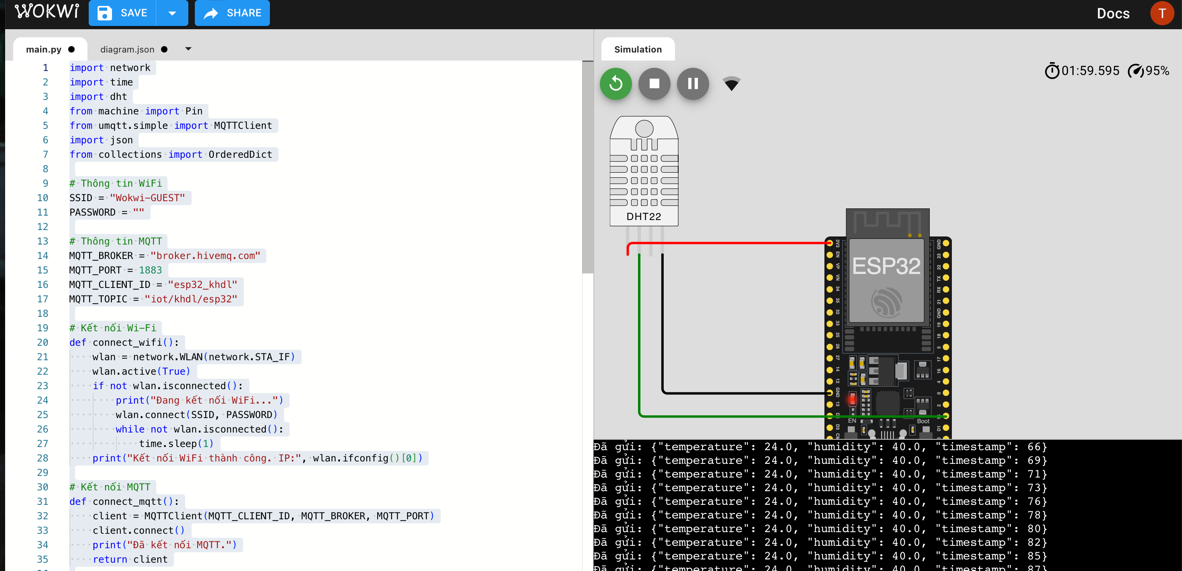 WOKWI
SAVE
SHARE
Docs
T
main.py
diagram.json
Simulation
01:59.595
95%
1 import network
2 import time
3 import dht
4 from machine import Pin
5 from umqtt.simple import MQTTClient
6 import json
7 from collections import OrderedDict
8
9 # Thông tin WiFi
10 SSID = "Wokwi-GUEST"
11 PASSWORD = ""
12
13 # Thông tin MQTT
14 MQTT_BROKER = "broker.hivemq.com"
15 MQTT_PORT = 1883
16 MQTT_CLIENT_ID = "esp32_khdl"
17 MQTT_TOPIC = "iot/khdl/esp32"
18
19 # Kết nối Wi-Fi
20 def connect_wifi():
21 wlan = network.WLAN(network.STA_IF)
22 wlan.active(True)
23 if not wlan.isconnected():
24 print("Đang kết nối WiFi...")
25 wlan.connect(SSID, PASSWORD)
26 while not wlan.isconnected():
27 time.sleep(1)
28 print("Kết nối WiFi thành công. IP:", wlan.ifconfig()[0])
29
30 # Kết nối MQTT
31 def connect_mqtt():
32 client = MQTTClient(MQTT_CLIENT_ID, MQTT_BROKER, MQTT_PORT)
33 client.connect()
34 print("Đã kết nối MQTT.")
35 return client
DHT22
ESP32
EN
Boot
Đã gửi: {"temperature": 24.0, "humidity": 40.0, "timestamp": 66}
Đã gửi: {"temperature": 24.0, "humidity": 40.0, "timestamp": 69}
Đã gửi: {"temperature": 24.0, "humidity": 40.0, "timestamp": 71}
Đã gửi: {"temperature": 24.0, "humidity": 40.0, "timestamp": 73}
Đã gửi: {"temperature": 24.0, "humidity": 40.0, "timestamp": 76}
Đã gửi: {"temperature": 24.0, "humidity": 40.0, "timestamp": 78}
Đã gửi: {"temperature": 24.0, "humidity": 40.0, "timestamp": 80}
Đã gửi: {"temperature": 24.0, "humidity": 40.0, "timestamp": 82}
Đã gửi: {"temperature": 24.0, "humidity": 40.0, "timestamp": 85}
Đã gửi: {"temperature": 24.0, "humidity": 40.0, "timestamp": 87}